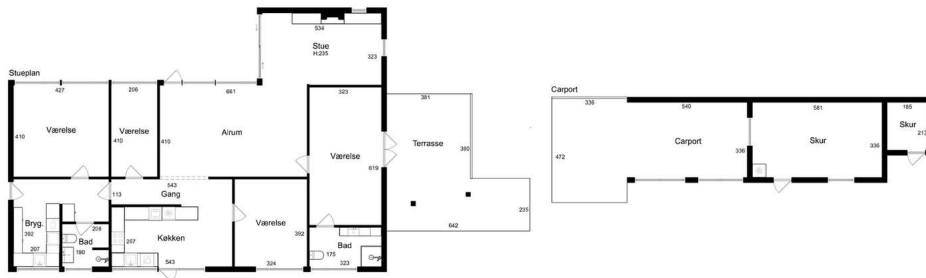 534
Stue
H:235
323
Stueplan
427
206
661
323
Værelse
410
Værelse
410
410
Airum
Værelse
619
381
Terrasse
380
235
642
113
543
Gang
Bryg.
392
207
208
Bad
190
257
Køkken
543
Værelse
392
324
Bad
175
323
Carport
336
540
581
185
472
Carport
336
Skur
336
Skur
213